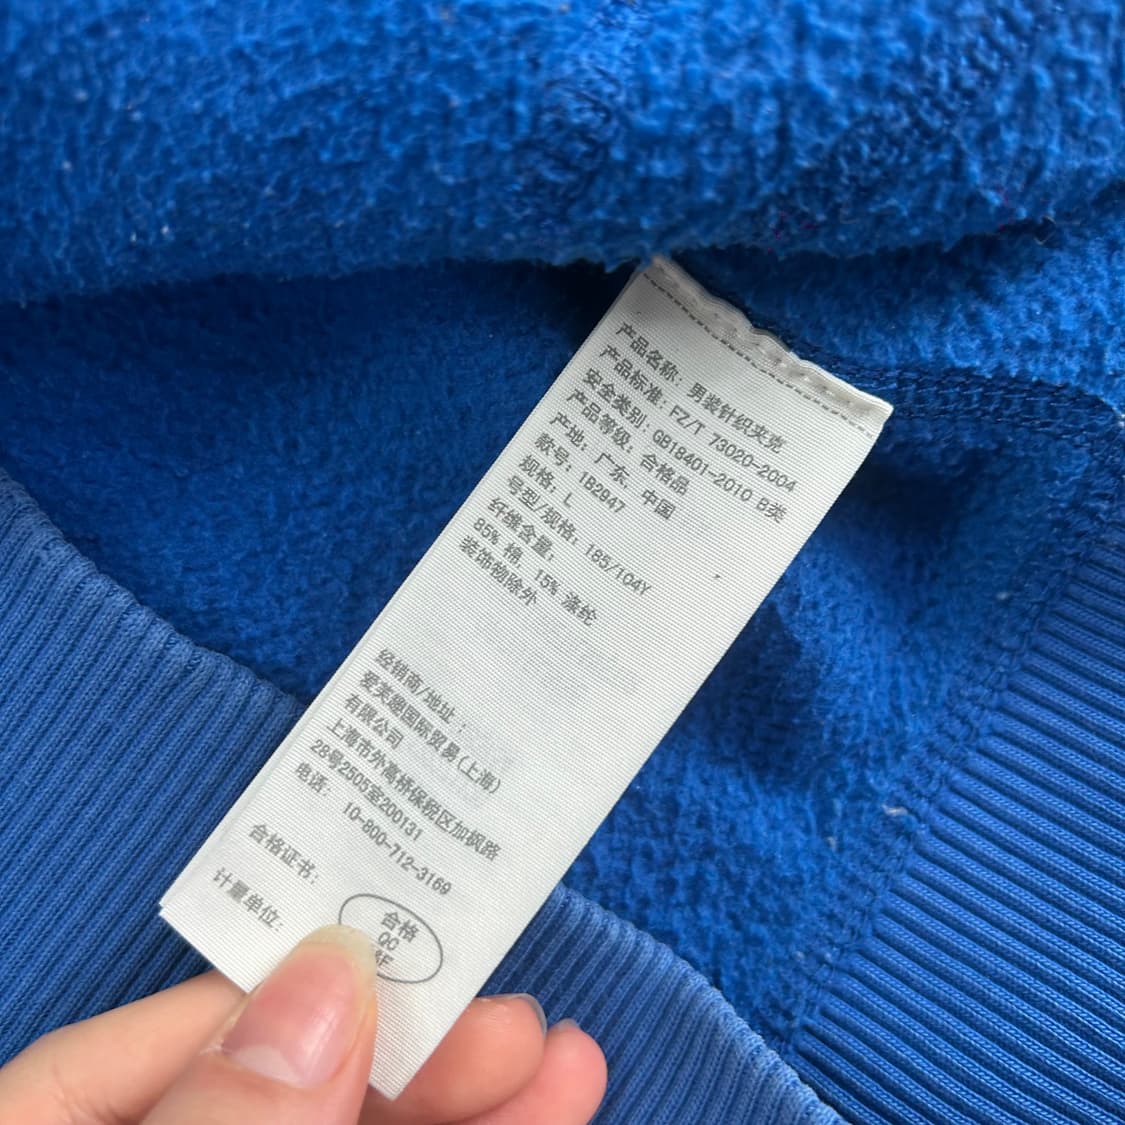 产品名称: 男装针织夹克
产品标准: FZ/T 73020-2004
安全类别: GB18401-2010 B类
产品等级: 合格品
产地: 广东 中国
款号: 1B2947
规格: L
号型/规格: 185/104Y
纤维含量:
85% 棉, 15% 涤纶
装饰物除外
经销商/地址:
爱芙趣国际贸易(上海)
有限公司
上海市外高桥保税区加枫路
28号2505室200131
电话: 10-800-712-3169
合格证书:
合格
QC
&F
计量单位: